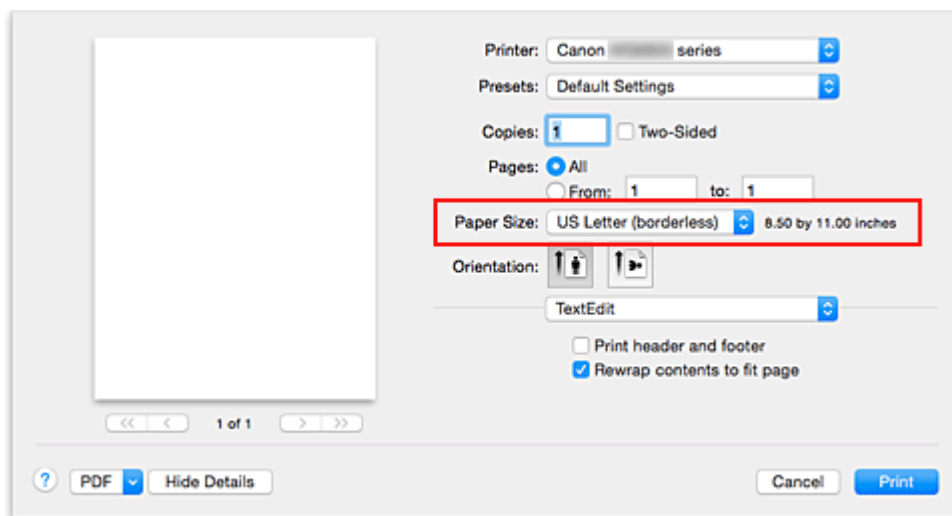 Printer: Canon series
Presets: Default Settings
Copies: 1 Two-Sided
Pages: All
From: 1 to: 1
Paper Size: US Letter (borderless) 8.50 by 11.00 inches
Orientation:
TextEdit
Print header and footer
Rewrap contents to fit page
<< < 1 of 1 > >>
? PDF Hide Details Cancel Print